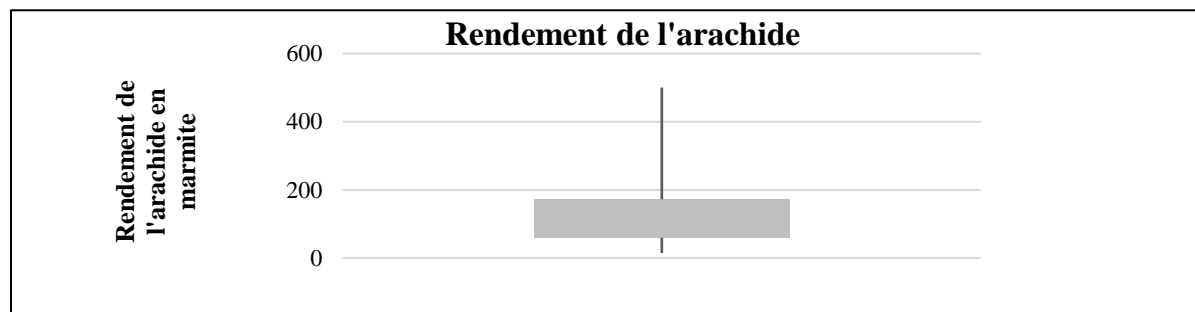 Rendement de l'arachide
Rendement de
l'arachide en
marmite
600
400
200
0